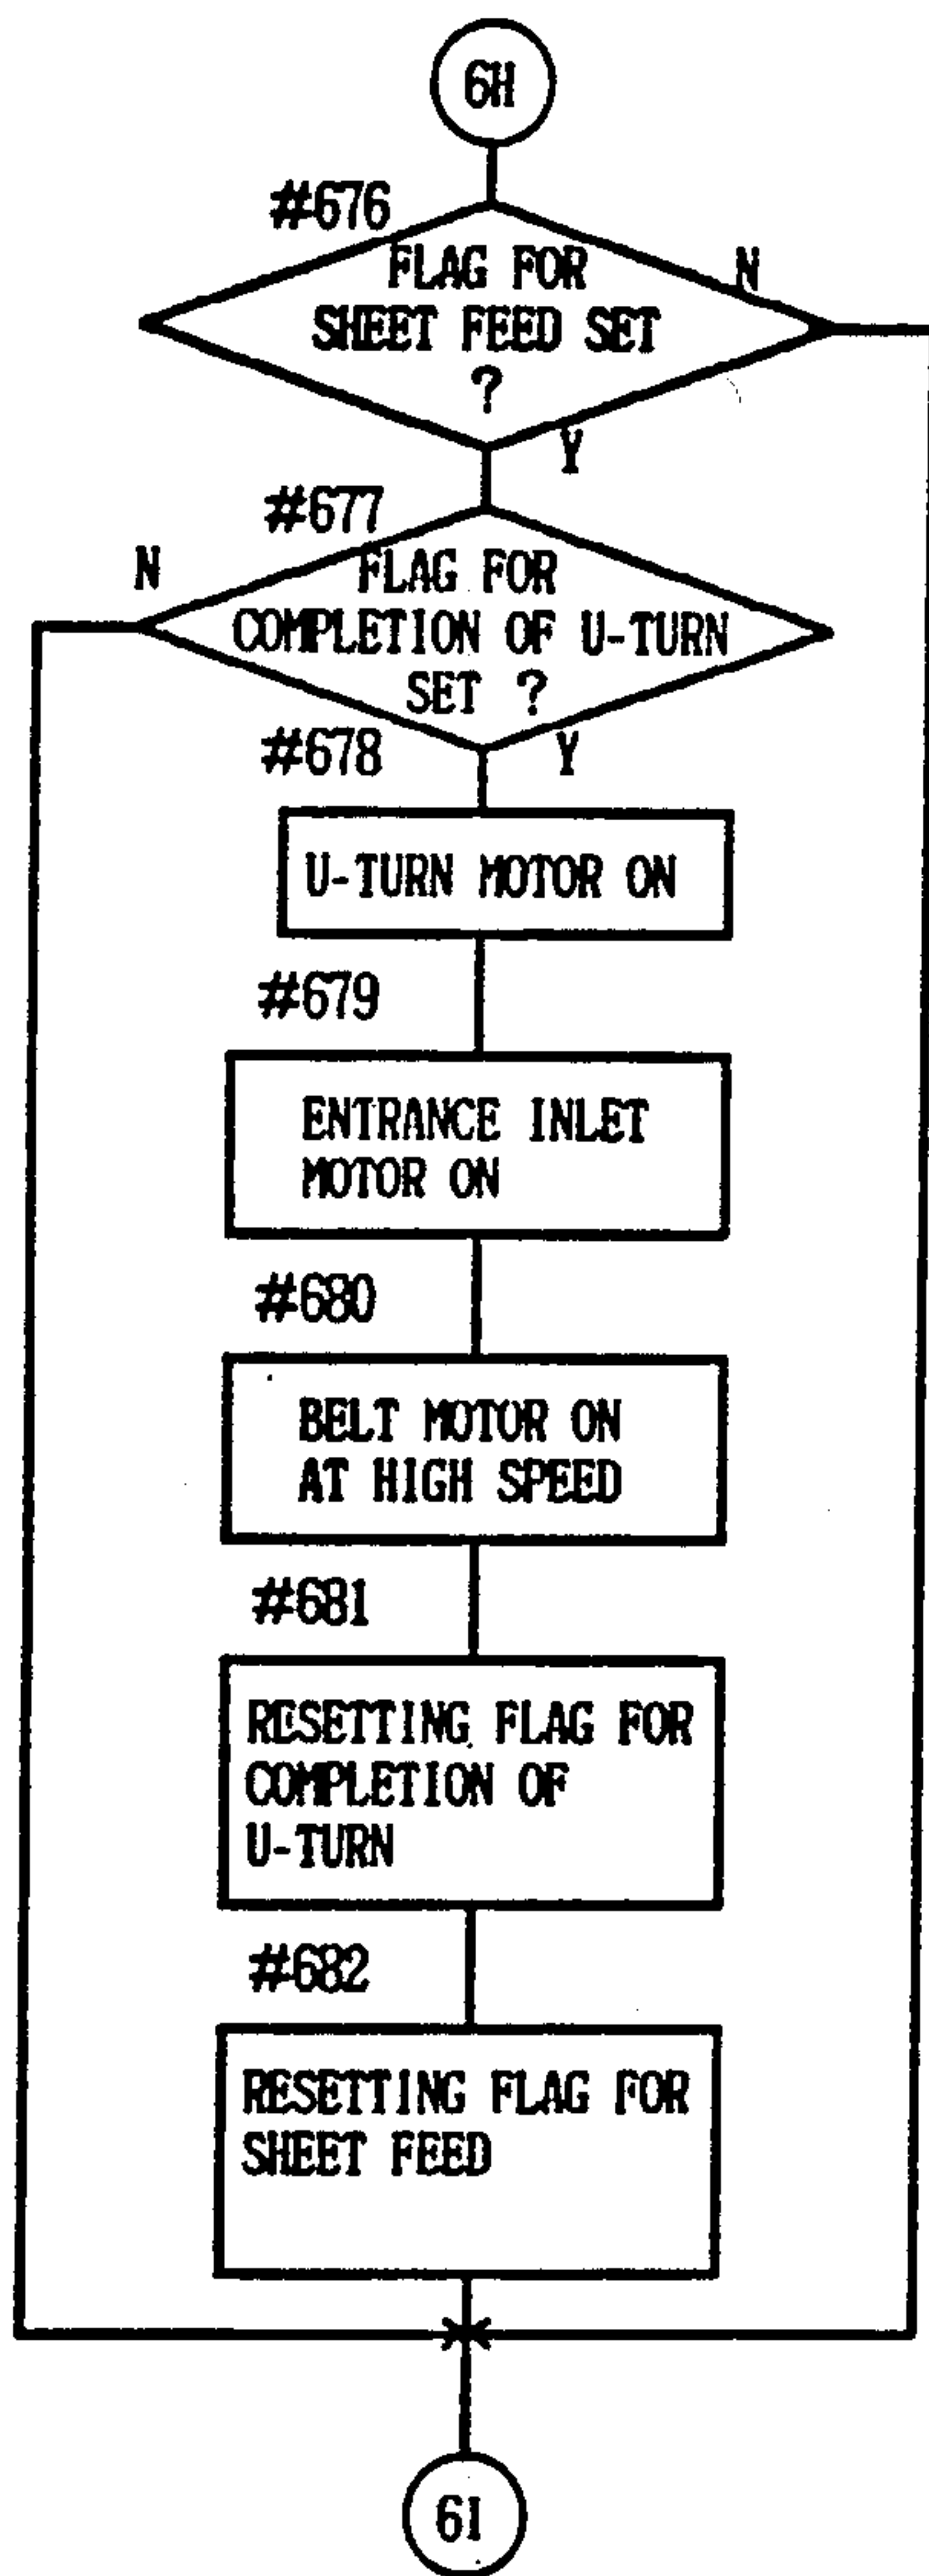 6H
#676
FLAG FOR
N
SHEET FEED SET
?
Y
#677
N
FLAG FOR
COMPLETION OF U-TURN
SET ?
#678
Y
U-TURN MOTOR ON
#679
ENTRANCE INLET
MOTOR ON
#680
BELT MOTOR ON
AT HIGH SPEED
#681
RESETTING FLAG FOR
COMPLETION OF
U-TURN
#682
RESETTING FLAG FOR
SHEET FEED
6I